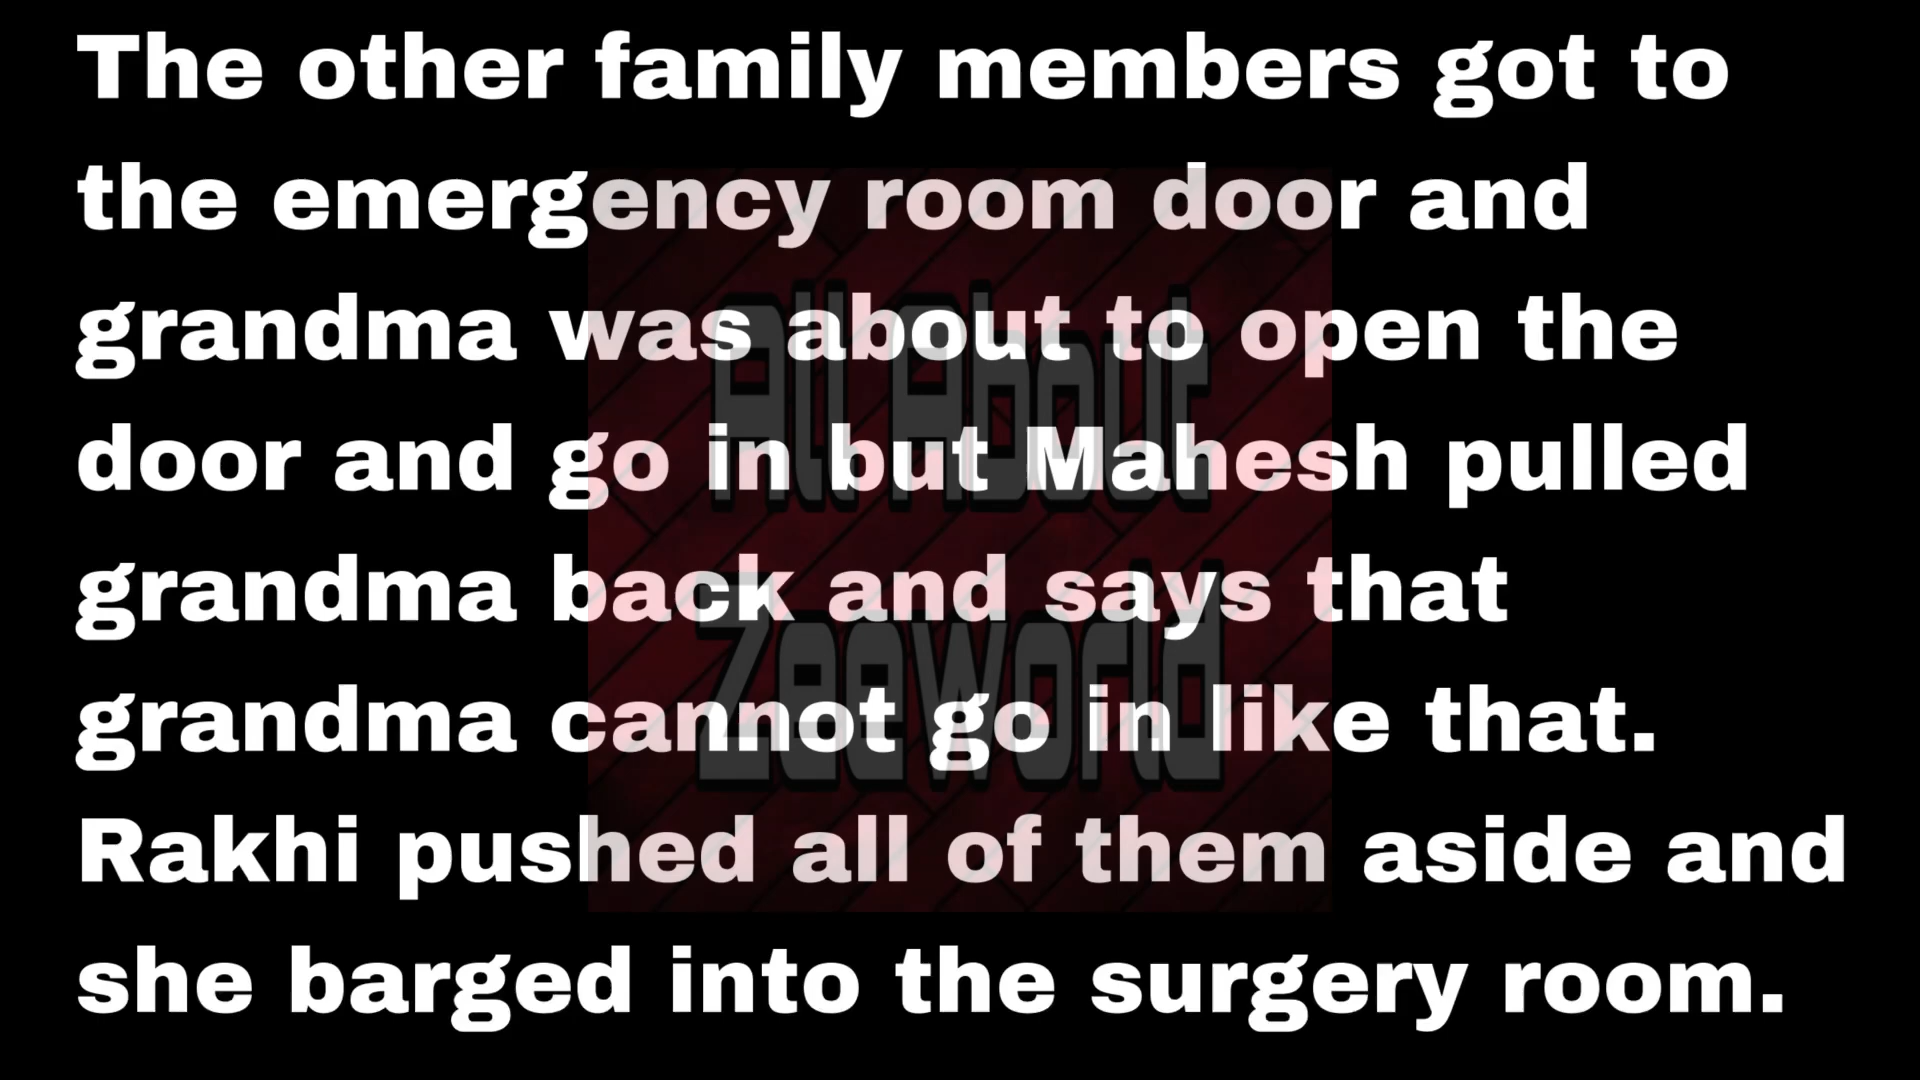 The other family members got to
the emergency room door and
grandma was about to open the
door and go in but Mahesh pulled
grandma back and says that
grandma cannot go in like that.
Rakhi pushed all of them aside and
she barged into the surgery room.
All About
Zeeworld